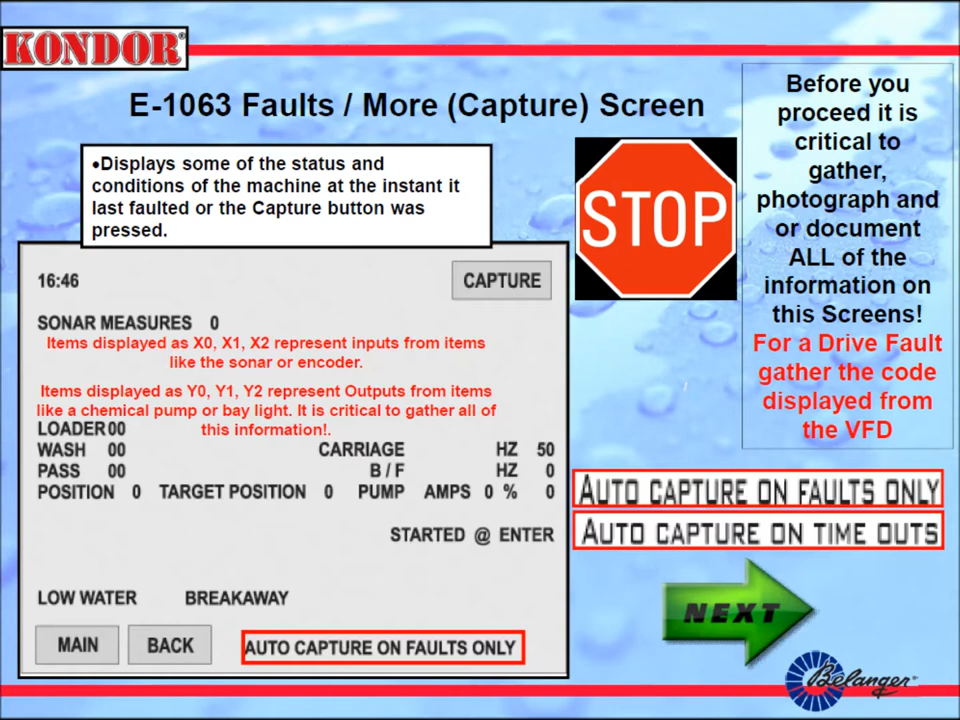 KONDOR®
E-1063 Faults / More (Capture) Screen
•Displays some of the status and
conditions of the machine at the instant it
last faulted or the Capture button was
pressed.
STOP
Before you
proceed it is
critical to
gather,
photograph and
or document
ALL of the
information on
this Screens!
For a Drive Fault
gather the code
displayed from
the VFD
16:46
CAPTURE
SONAR MEASURES 0
Items displayed as X0, X1, X2 represent inputs from items
like the sonar or encoder.
Items displayed as Y0, Y1, Y2 represent Outputs from items
like a chemical pump or bay light. It is critical to gather all of
this information!.
LOADER 00
WASH 00 CARRIAGE HZ 50
PASS 00 B / F HZ 0
POSITION 0 TARGET POSITION 0 PUMP AMPS 0 % 0
STARTED @ ENTER
LOW WATER BREAKAWAY
MAIN BACK AUTO CAPTURE ON FAULTS ONLY
AUTO CAPTURE ON FAULTS ONLY
AUTO CAPTURE ON TIME OUTS
NEXT
Belanger